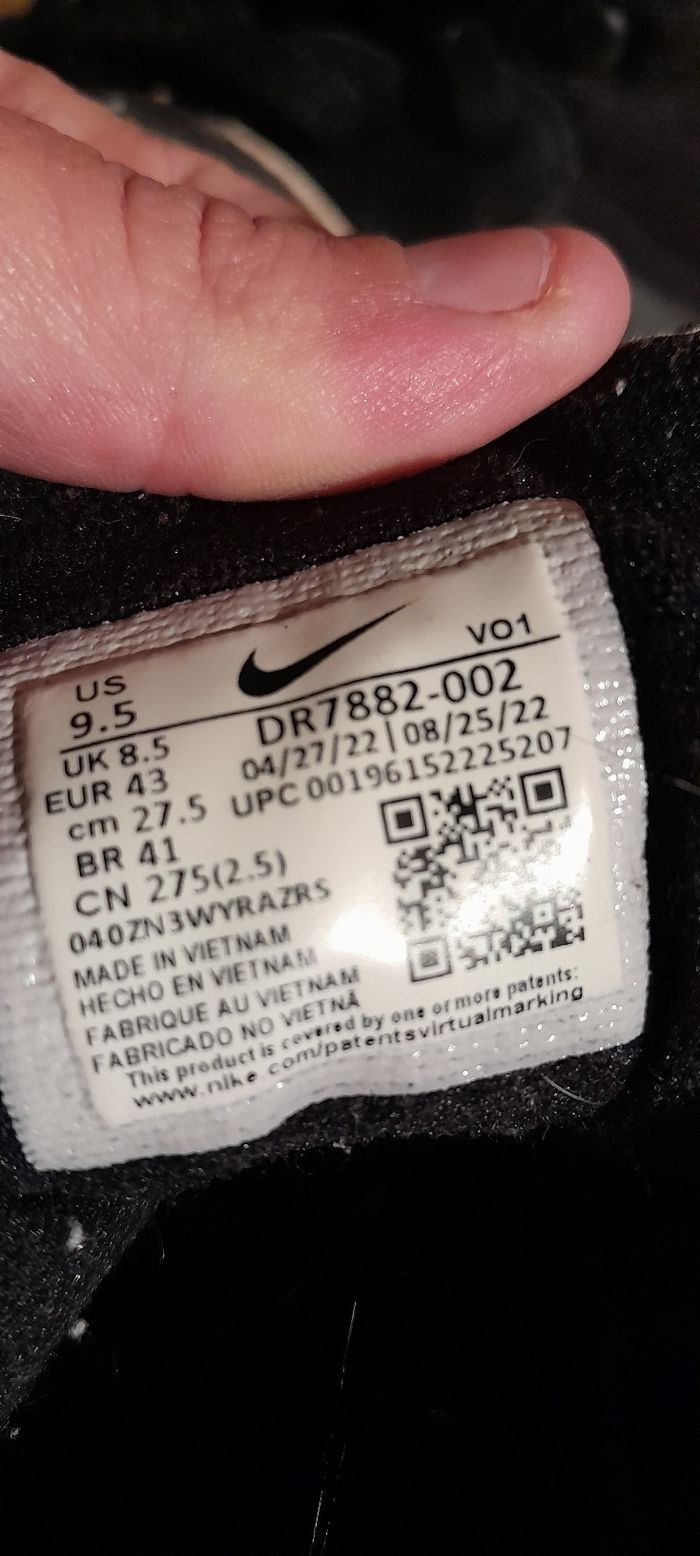 US
9.5
VO1
UK 8.5
EUR 43
cm 27.5
BR 41
CN 275(2.5)
DR7882-002
04/27/22 | 08/25/22
UPC 00196152225207
040ZN3WYRAZRS
MADE IN VIETNAM
HECHO EN VIETNAM
FABRIQUE AU VIETNAM
FABRICADO NO VIETNÃ
This product is covered by one or more patents:
www.nike.com/patentsvirtualmarking